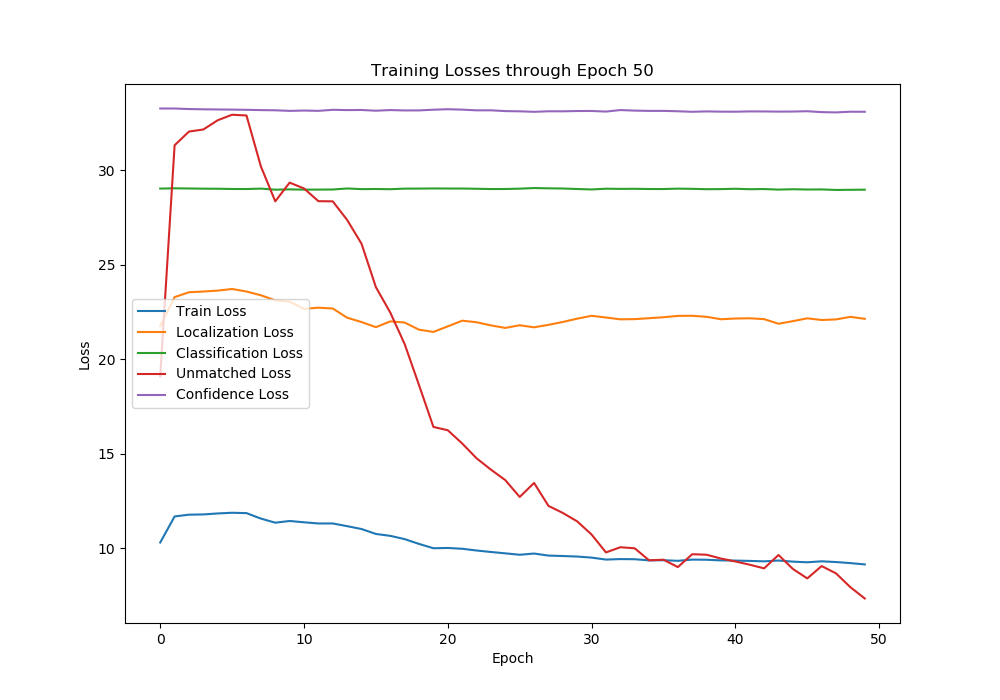 Training Losses through Epoch 50
Loss
30
25
20
15
10
Train Loss
Localization Loss
Classification Loss
Unmatched Loss
Confidence Loss
0 10 20 30 40 50
Epoch